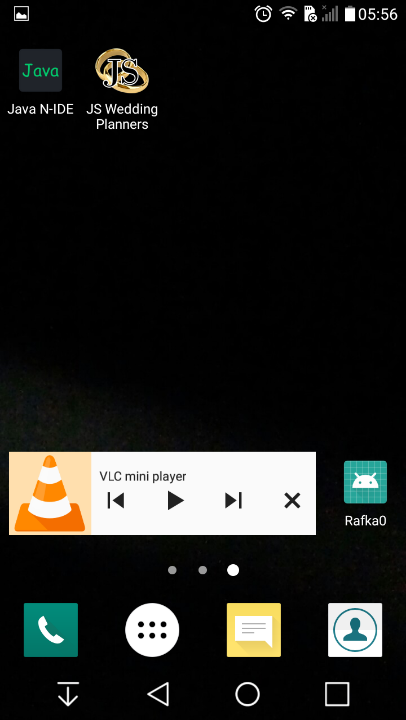 05:56
Java
JS
Java N-IDE
JS Wedding
Planners
VLC mini player
Rafka0